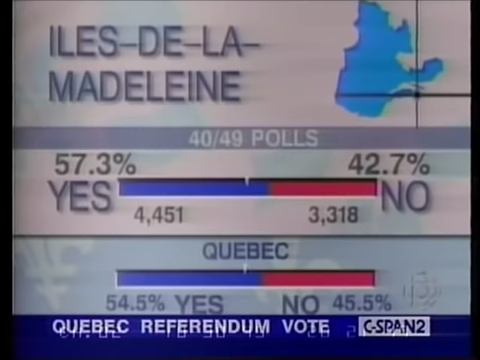 ILES–DE–LA–
MADELEINE
40/49 POLLS
57.3% 42.7%
YES NO
4,451 3,318
QUEBEC
54.5% YES NO 45.5%
QUEBEC REFERENDUM VOTE C-SPAN2